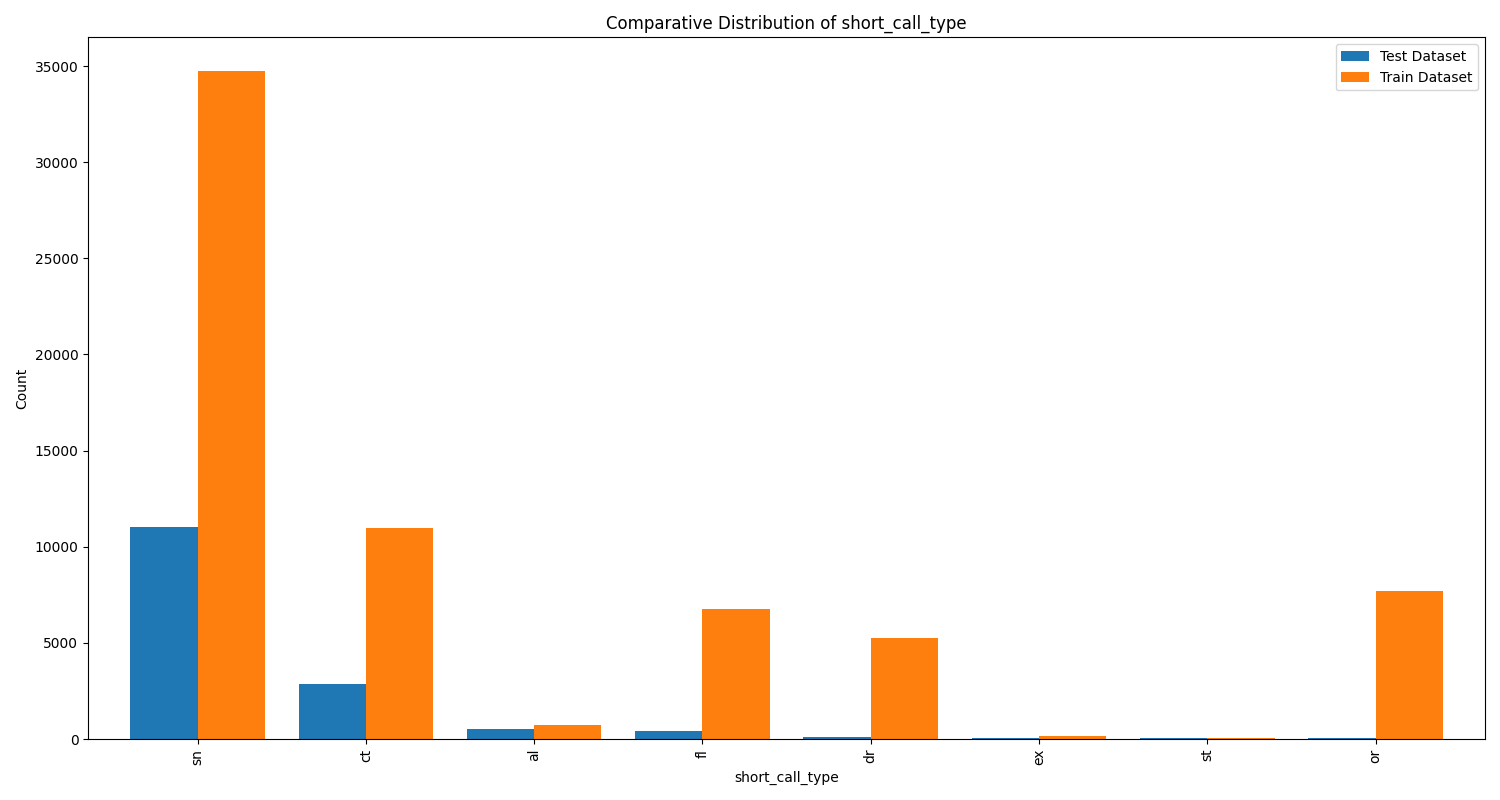 Comparative Distribution of short_call_type
Test Dataset
Train Dataset
35000
30000
25000
20000
15000
10000
5000
0
Count
sn
ct
al
fl
dr
ex
st
or
short_call_type